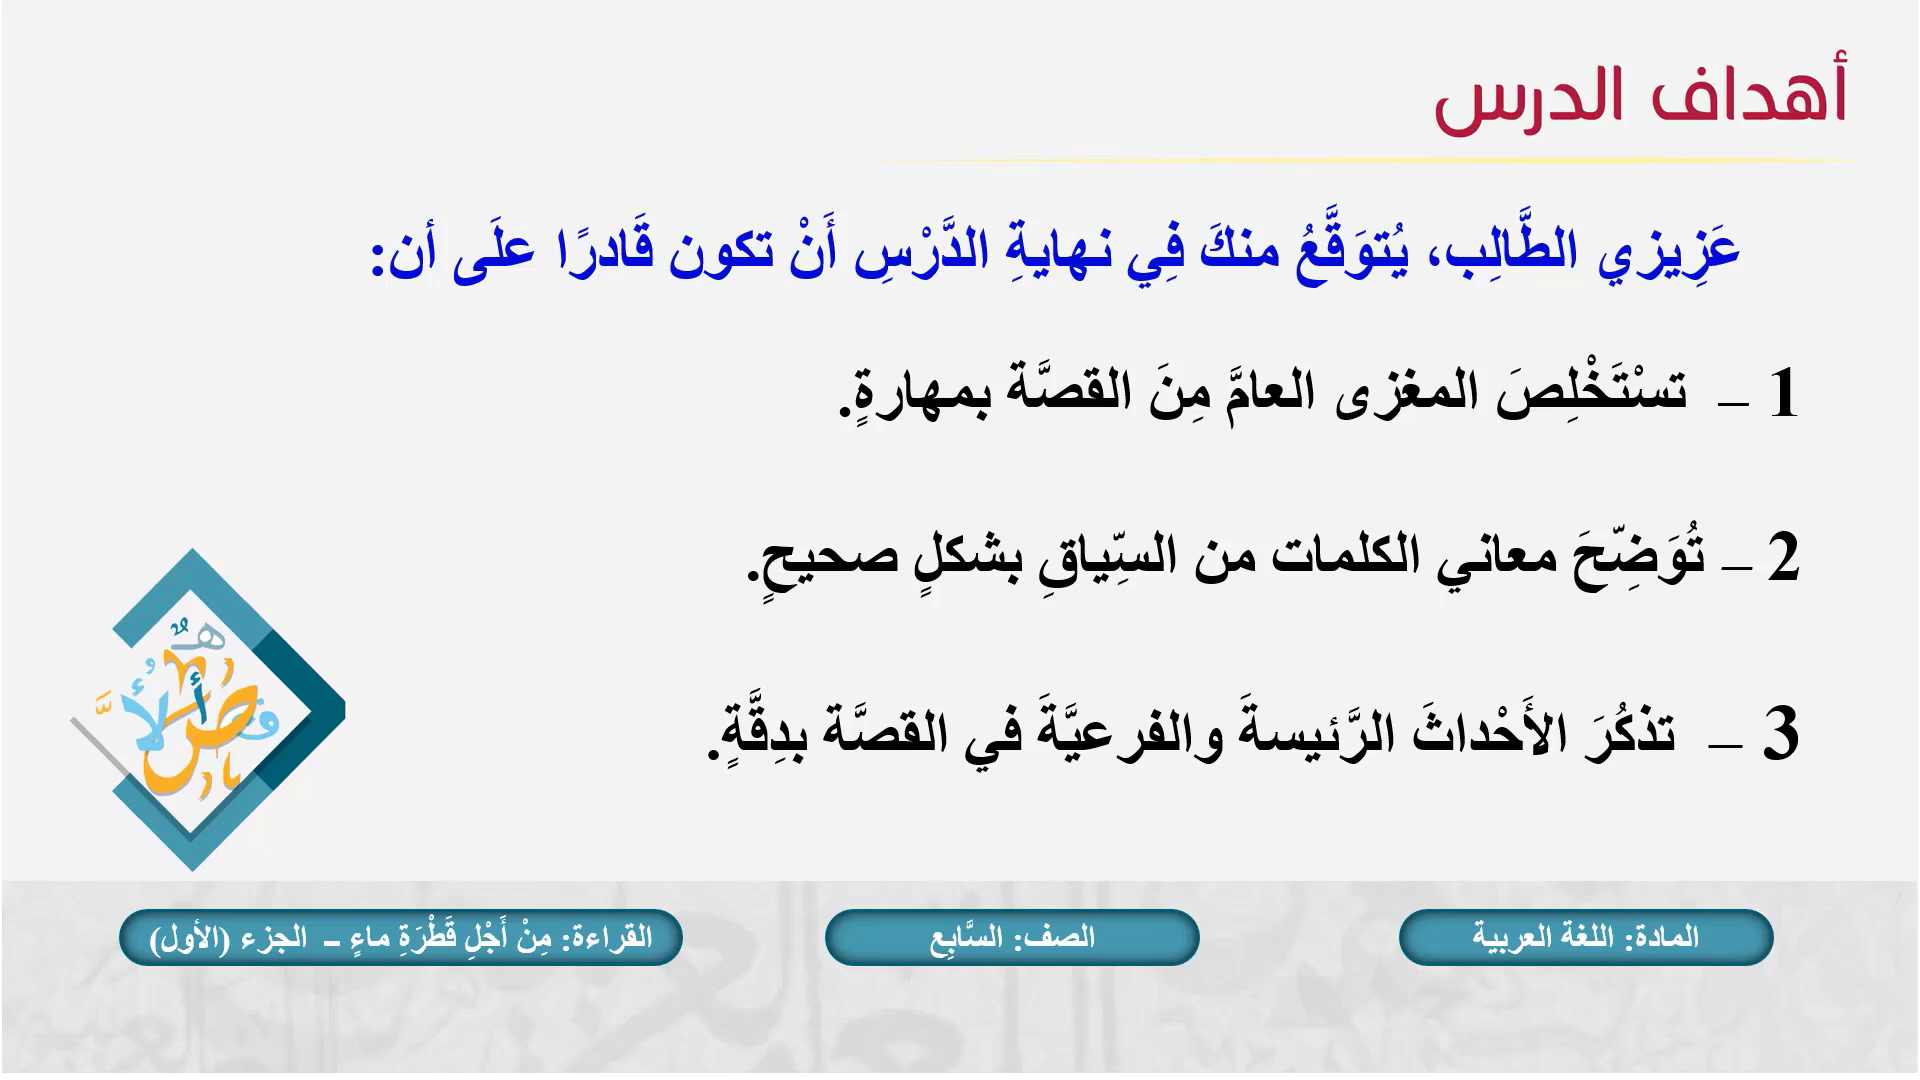 أهداف الدرس
عَزِيزي الطَّالِب، يُتوَقَّعُ منكَ فِي نهايةِ الدَّرْسِ أَنْ تكون قَادرًا علَى أن:
1 – تسْتَخْلِصَ المغزى العامَّ مِنَ القصَّة بمهارةٍ.
2 – تُوَضِّحَ معاني الكلمات من السِّياقِ بشكلٍ صحيحٍ.
3 – تذكُرَ الأَحْداثَ الرَّئيسةَ والفرعيَّةَ في القصَّة بدِقَّةٍ.
المادة: اللغة العربية
الصف: السَّابِع
القراءة: مِنْ أَجْلِ قَطْرَةِ ماءٍ – الجزء (الأول)